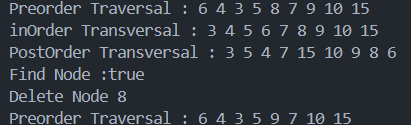 Preorder Traversal : 6 4 3 5 8 7 9 10 15
inOrder Transversal : 3 4 5 6 7 8 9 10 15
PostOrder Transversal : 3 5 4 7 15 10 9 8 6
Find Node :true
Delete Node 8
Preorder Traversal : 6 4 3 5 9 7 10 15